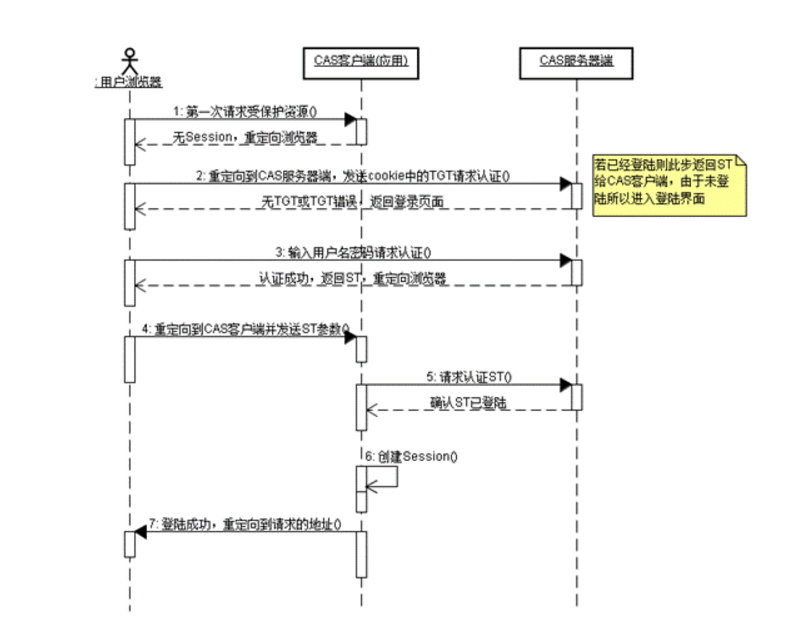 CAS客户端(应用)
CAS服务器端
: 用户浏览器
1: 第一次请求受保护资源()
无Session，重定向浏览器
2: 重定向到CAS服务器端，发送cookie中的TGT请求认证()
若已经登陆则此步返回ST
给CAS客户端，由于未登
陆所以进入登陆界面
无TGT或TGT错误，返回登录页面
3: 输入用户名密码请求认证()
认证成功，返回ST，重定向浏览器
4: 重定向到CAS客户端并发送ST参数()
5: 请求认证ST()
确认ST已登陆
6: 创建Session()
7: 登陆成功，重定向到请求的地址()